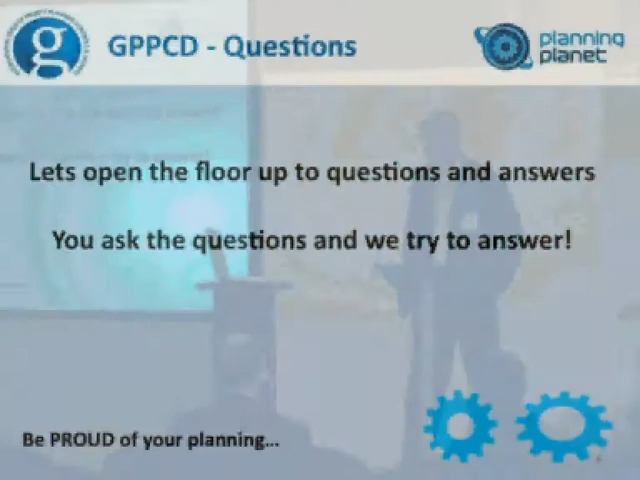 g
GPPCD - Questions
planning
planet
Lets open the floor up to questions and answers
You ask the questions and we try to answer!
Be PROUD of your planning...